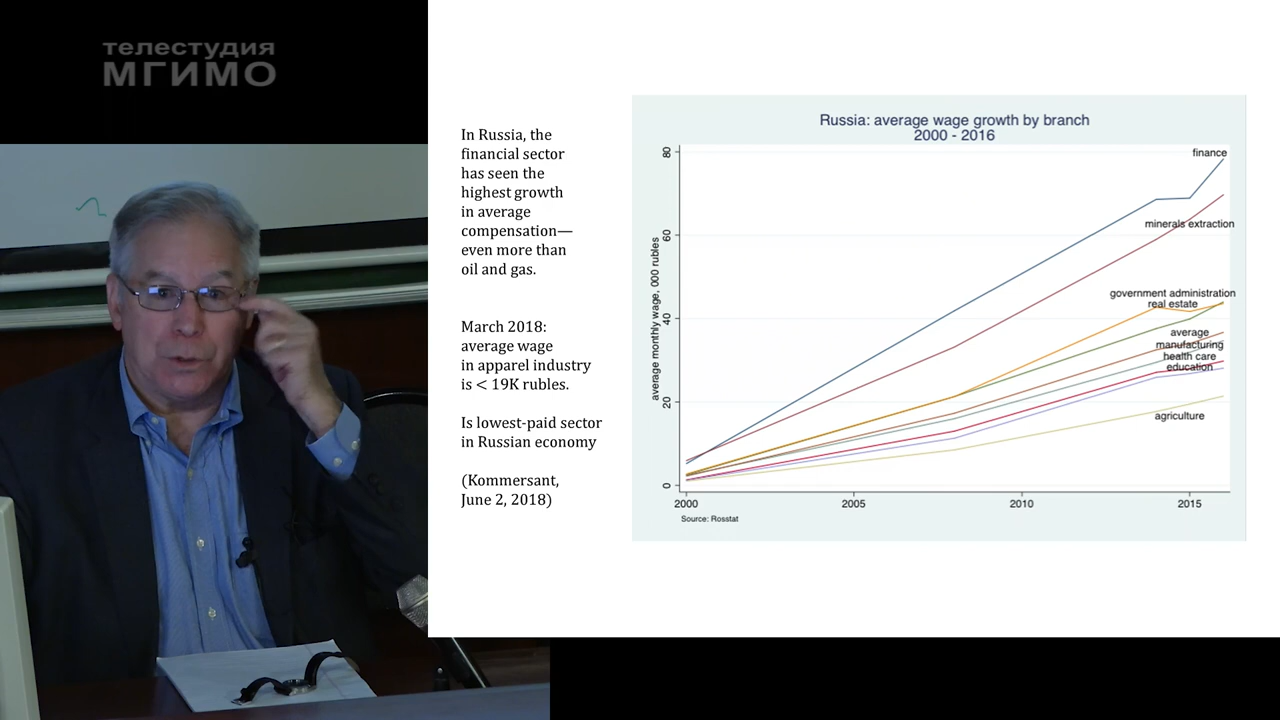 телестудия
МГИМО
In Russia, the
financial sector
has seen the
highest growth
in average
compensation—
even more than
oil and gas.
March 2018:
average wage
in apparel industry
is < 19K rubles.
Is lowest-paid sector
in Russian economy
(Kommersant,
June 2, 2018)
Russia: average wage growth by branch
2000 - 2016
average monthly wage, 000 rubles
80
60
40
20
0
finance
minerals extraction
government administration
real estate
average
manufacturing
health care
education
agriculture
2000
2005
2010
2015
Source: Rosstat